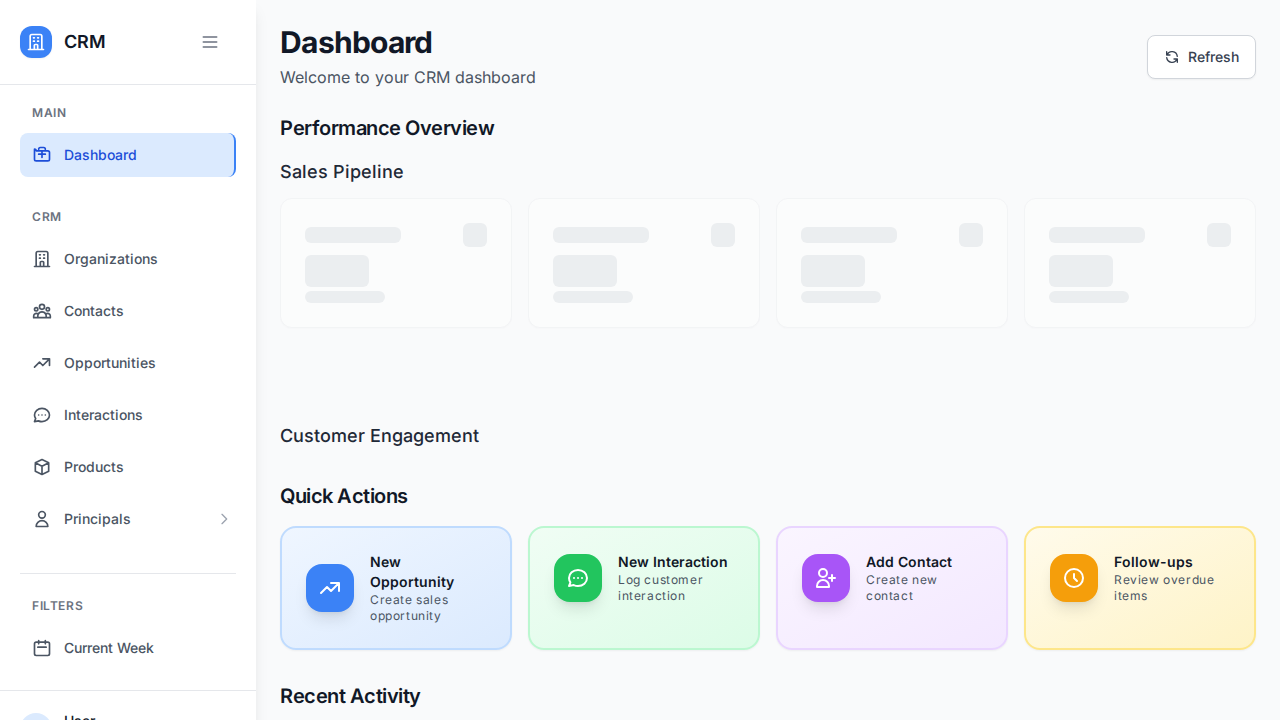 CRM
MAIN
Dashboard
CRM
Organizations
Contacts
Opportunities
Interactions
Products
Principals
FILTERS
Current Week
User
Dashboard
Welcome to your CRM dashboard
Refresh
Performance Overview
Sales Pipeline
Customer Engagement
Quick Actions
New
Opportunity
Create sales
opportunity
New Interaction
Log customer
interaction
Add Contact
Create new
contact
Follow-ups
Review overdue
items
Recent Activity